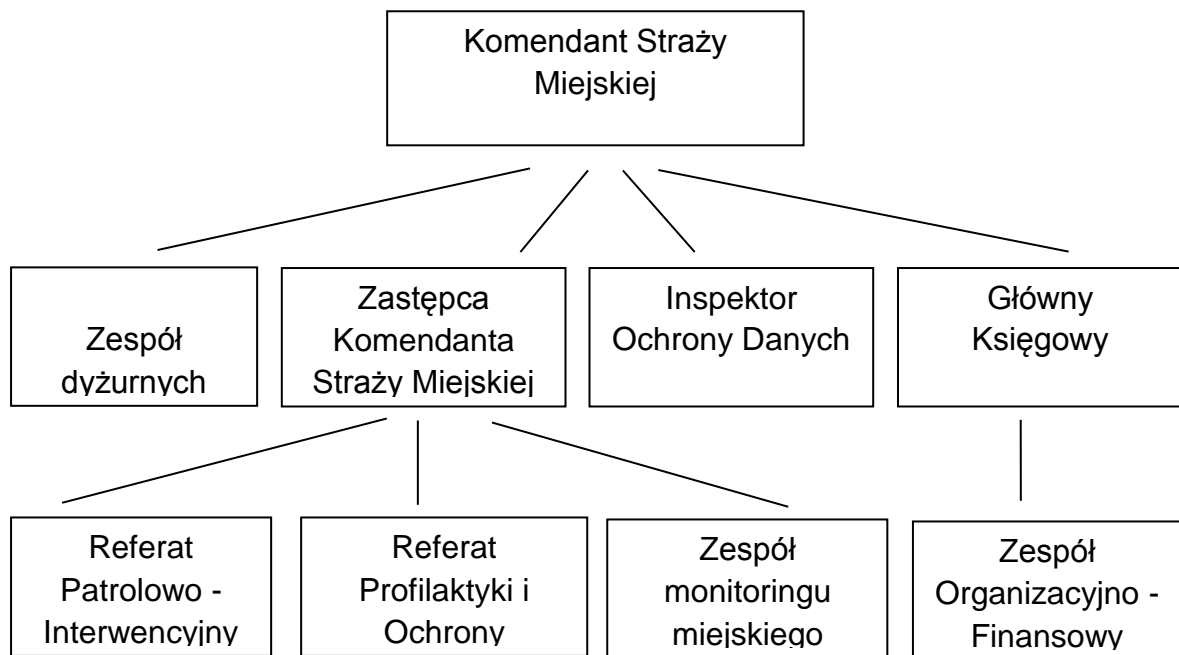 Komendant Straży
Miejskiej
Zespół
dyżurnych
Zastępca
Komendanta
Straży Miejskiej
Inspektor
Ochrony Danych
Główny
Księgowy
Referat
Patrolowo -
Interwencyjny
Referat
Profilaktyki i
Ochrony
Zespół
monitoringu
miejskiego
Zespół
Organizacyjno -
Finansowy